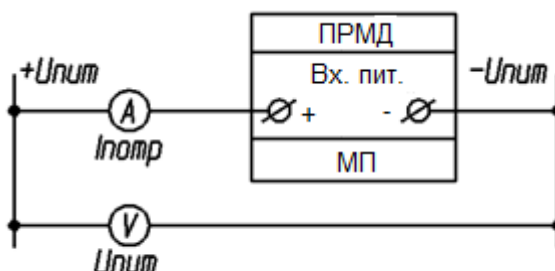 ПРМД
+Uпит
Вх. пит.
-Uпит
А
+
-
Iпотр
МП
V
Uпит